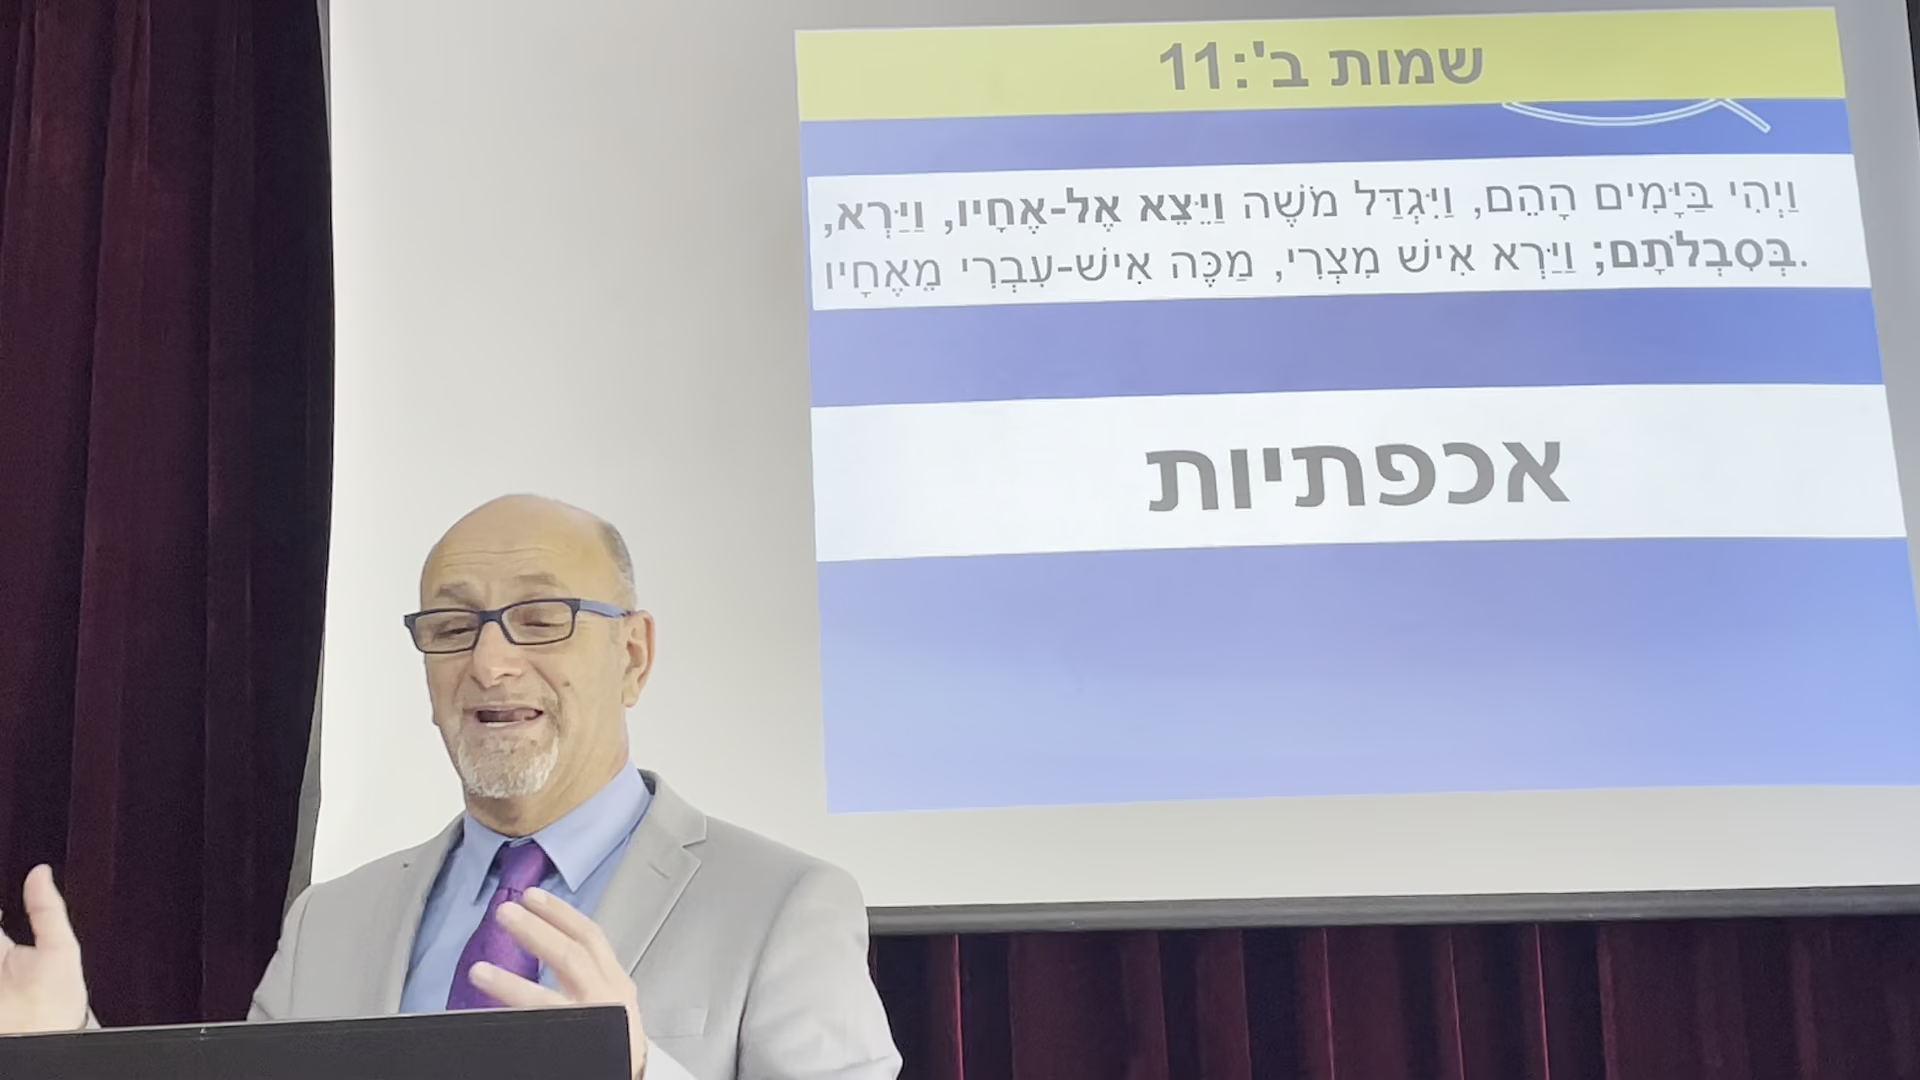 שמות ב':11
וַיְהִי בַּיָּמִים הָהֵם, וַיִּגְדַּל מֹשֶׁה וַיֵּצֵא אֶל-אֶחָיו, וַיַּרְא,
בְּסִבְלֹתָם; וַיַּרְא אִישׁ מִצְרִי, מַכֶּה אִישׁ-עִבְרִי מֵאֶחָיו.
אכפתיות